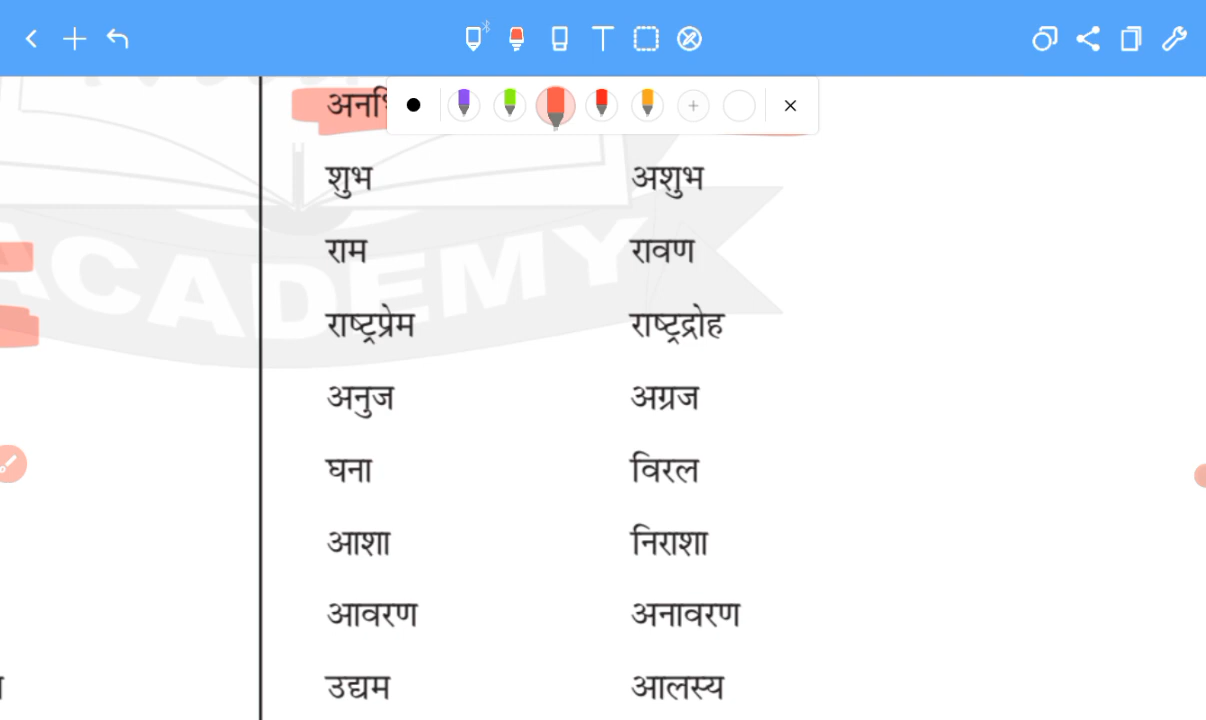 शुभ अशुभ
राम रावण
राष्ट्रप्रेम राष्ट्रद्रोह
अनुज अग्रज
घना विरल
आशा निराशा
आवरण अनावरण
उद्यम आलस्य
ACADEMY